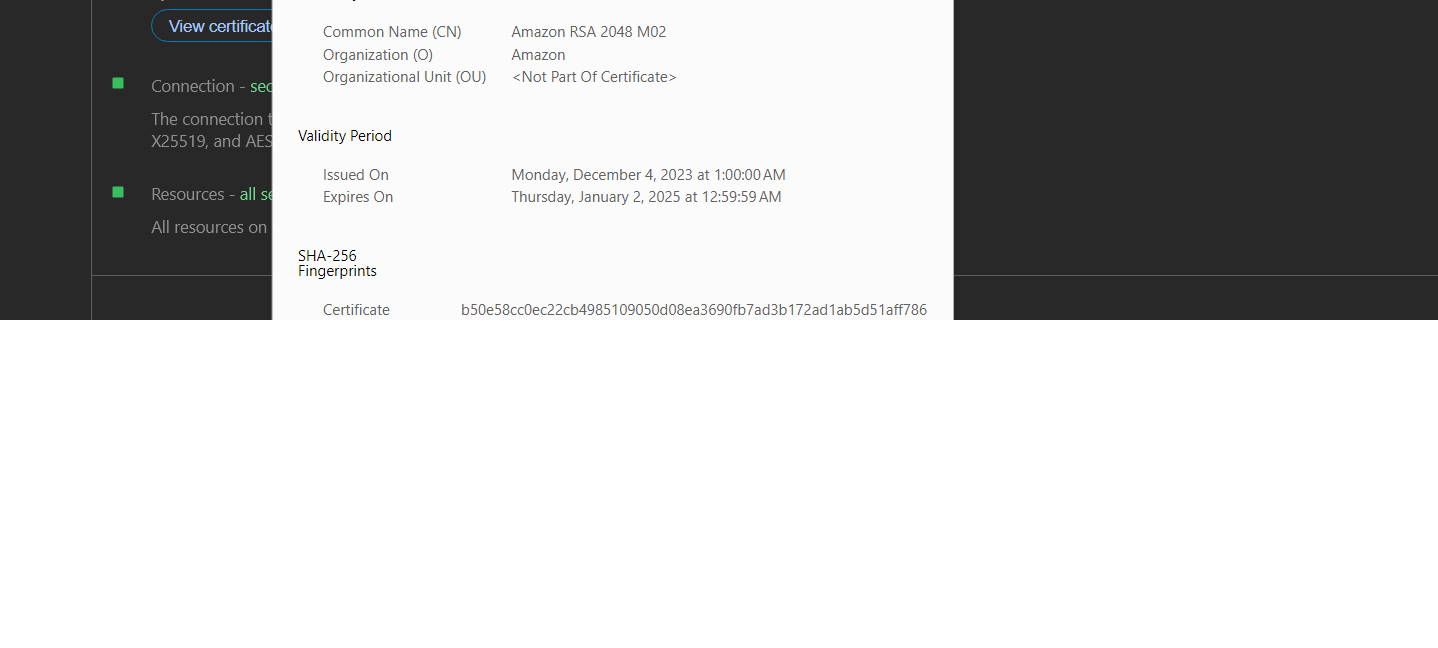 View certificat
Common Name (CN) Amazon RSA 2048 M02
Organization (O) Amazon
Organizational Unit (OU) <Not Part Of Certificate>
Connection - sec
The connection t
X25519, and AES
Validity Period
Issued On Monday, December 4, 2023 at 1:00:00 AM
Expires On Thursday, January 2, 2025 at 12:59:59 AM
Resources - all se
All resources on
SHA-256
Fingerprints
Certificate b50e58cc0ec22cb4985109050d08ea3690fb7ad3b172ad1ab5d51aff786